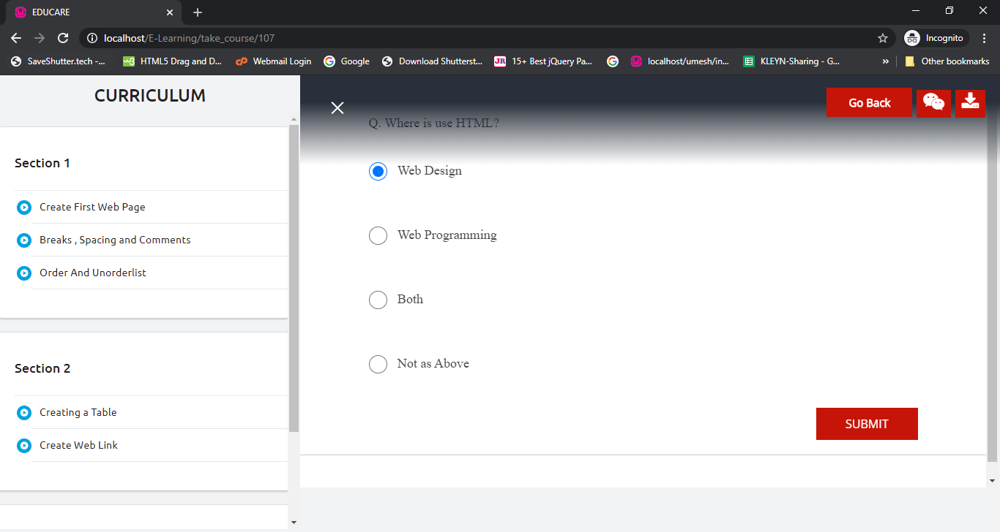 EDUCARE
localhost/E-Learning/take_course/107
Incognito
SaveShutter.tech -...
HTML5 Drag and D...
Webmail Login
Google
Download Shutterst...
JR
15+ Best jQuery Pa...
localhost/umesh/in...
KLEYN-Sharing - G...
»
Other bookmarks
CURRICULUM
Section 1
Create First Web Page
Breaks , Spacing and Comments
Order And Unorderlist
Section 2
Creating a Table
Create Web Link
Go Back
Q. Where is use HTML?
Web Design
Web Programming
Both
Not as Above
SUBMIT